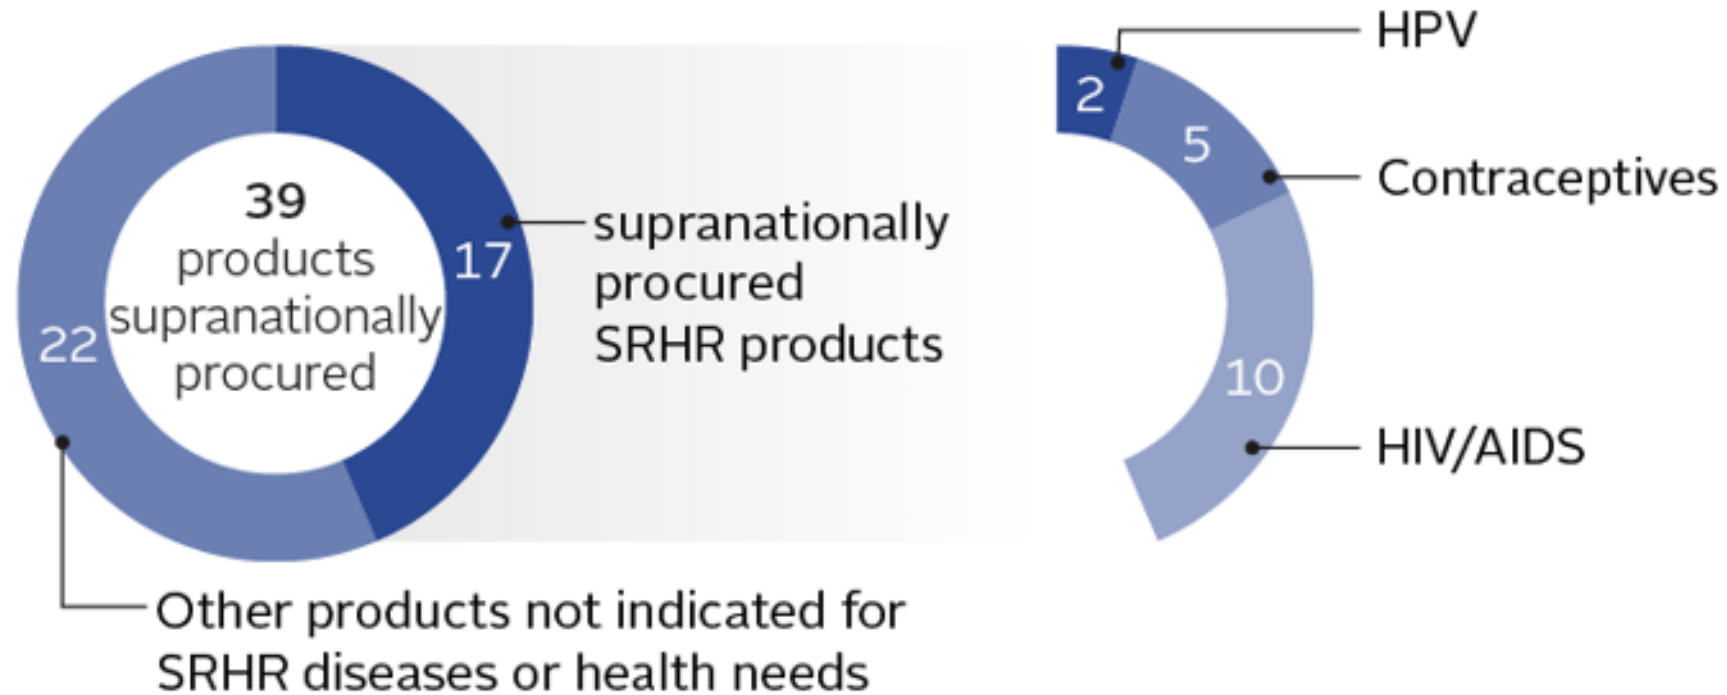 39
products
supranationally
procured
22
17
supranationally
procured
SRHR products
Other products not indicated for
SRHR diseases or health needs
2
HPV
5
Contraceptives
10
HIV/AIDS